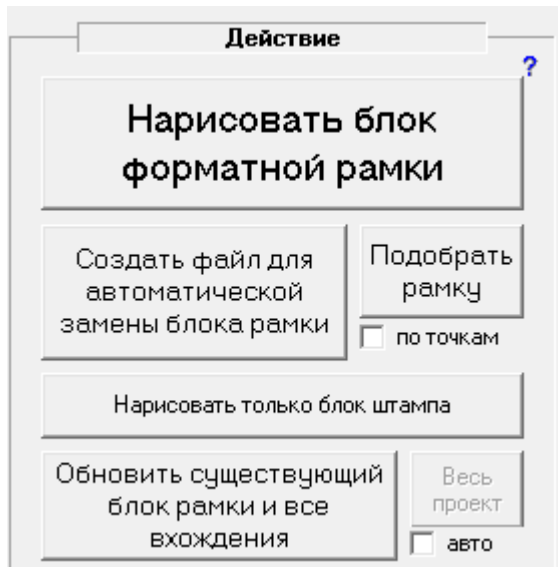 Действие
?
Нарисовать блок
форматной рамки
Создать файл для
автоматической
замены блока рамки
Подобрать
рамку
по точкам
Нарисовать только блок штампа
Обновить существующий
блок рамки и все
вхождения
Весь
проект
авто